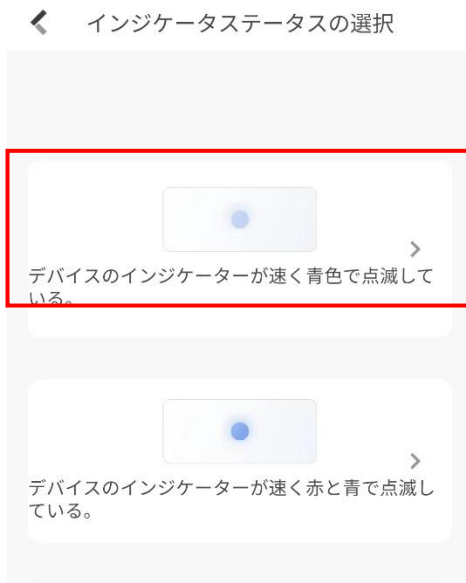 インジケータステータスの選択
デバイスのインジケーターが速く青色で点滅して
いる。
デバイスのインジケーターが速く赤と青で点滅し
ている。